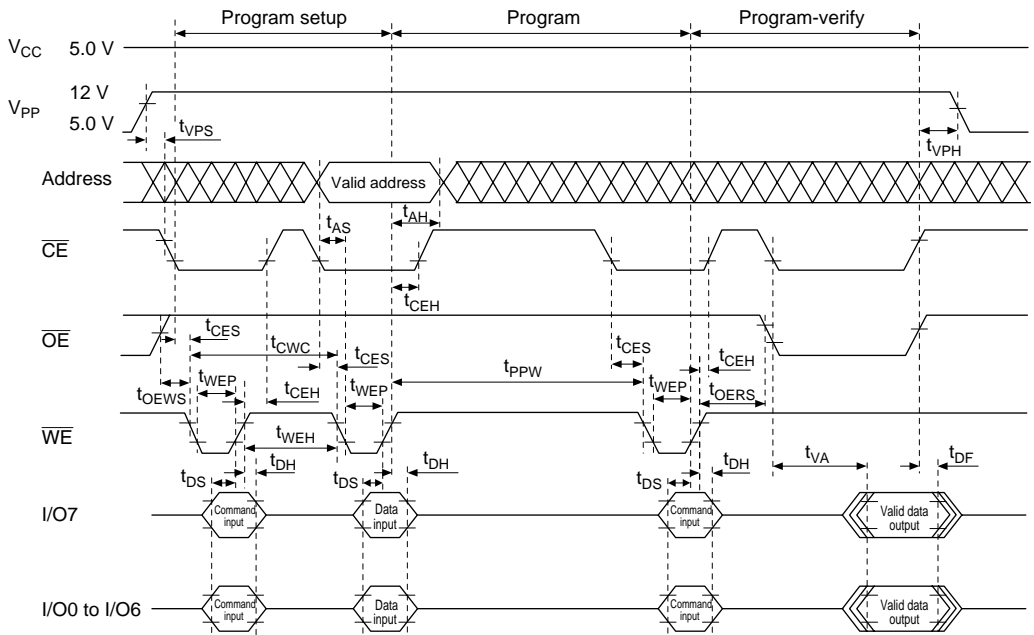 Program setup Program Program-verify
VCC 5.0 V
VPP 12 V
5.0 V
tVPS
tVPH
Address Valid address
tAS tAH
CE
tCEH
OE
tCES tCWC tCES tCES tCEH
tOEWS tWEP tCEH tWEP tPPW tWEP tOERS
WE
tWEH
tDS tDH tDS tDH tDS tDH tVA tDF
I/O7 Command input Data input Command input Valid data output
I/O0 to I/O6 Command input Data input Command input Valid data output